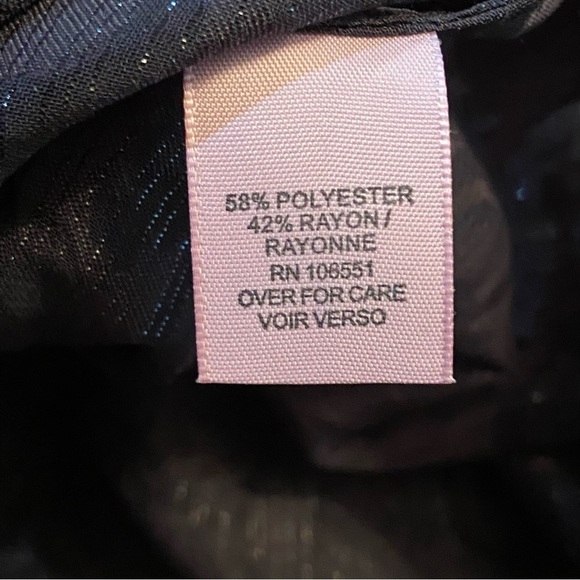 58% POLYESTER
42% RAYON /
RAYONNE
RN 106551
OVER FOR CARE
VOIR VERSO